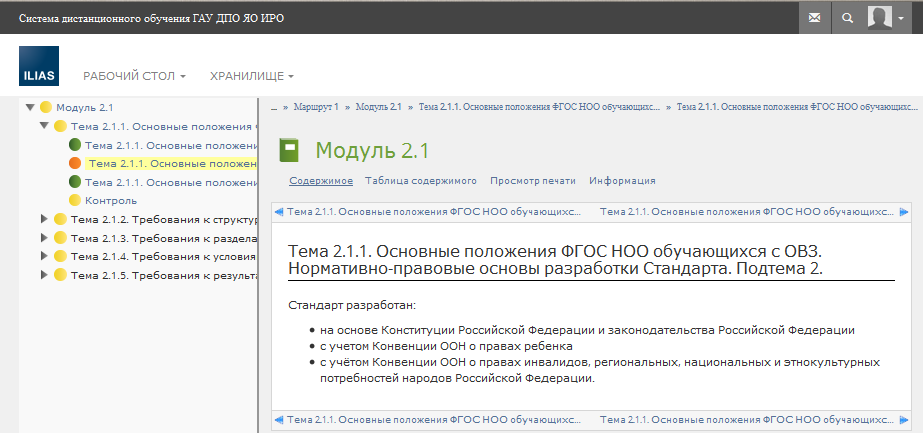 Система дистанционного обучения ГАУ ДПО ЯО ИРО
ILIAS
РАБОЧИЙ СТОЛ
ХРАНИЛИЩЕ
Модуль 2.1
Тема 2.1.1. Основные положения Ф
Тема 2.1.1. Основные положени
Тема 2.1.1. Основные положен
Тема 2.1.1. Основные положени
Контроль
Тема 2.1.2. Требования к структур
Тема 2.1.3. Требования к раздела
Тема 2.1.4. Требования к условия
Тема 2.1.5. Требования к результа
... » Маршрут 1 » Модуль 2.1 » Тема 2.1.1. Основные положения ФГОС НОО обучающихс... » Тема 2.1.1. Основные положения ФГОС НОО обучающихс...
Модуль 2.1
Содержимое Таблица содержимого Просмотр печати Информация
Тема 2.1.1. Основные положения ФГОС НОО обучающихс... Тема 2.1.1. Основные положения ФГОС НОО обучающихс...
Тема 2.1.1. Основные положения ФГОС НОО обучающихся с ОВЗ.
Нормативно-правовые основы разработки Стандарта. Подтема 2.
Стандарт разработан:
• на основе Конституции Российской Федерации и законодательства Российской Федерации
• с учетом Конвенции ООН о правах ребенка
• с учётом Конвенции ООН о правах инвалидов, региональных, национальных и этнокультурных
потребностей народов Российской Федерации.
Тема 2.1.1. Основные положения ФГОС НОО обучающихс... Тема 2.1.1. Основные положения ФГОС НОО обучающихс...